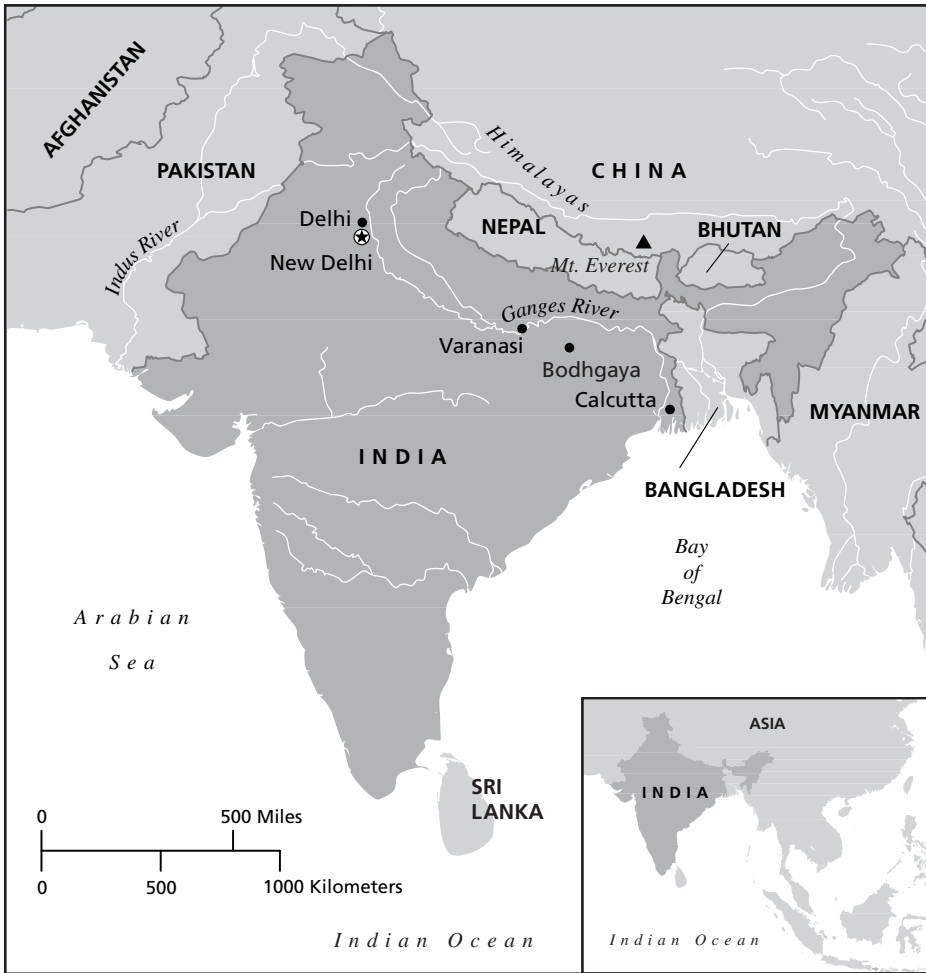 AFGHANISTAN
PAKISTAN
Himalayas
CHINA
Indus River
Delhi
New Delhi
NEPAL
Mt. Everest
BHUTAN
Ganges River
Varanasi
Bodhgaya
Calcutta
MYANMAR
INDIA
BANGLADESH
Bay
of
Bengal
Arabian
Sea
SRI
LANKA
0 500 Miles
0 500 1000 Kilometers
Indian Ocean
ASIA
INDIA
Indian Ocean